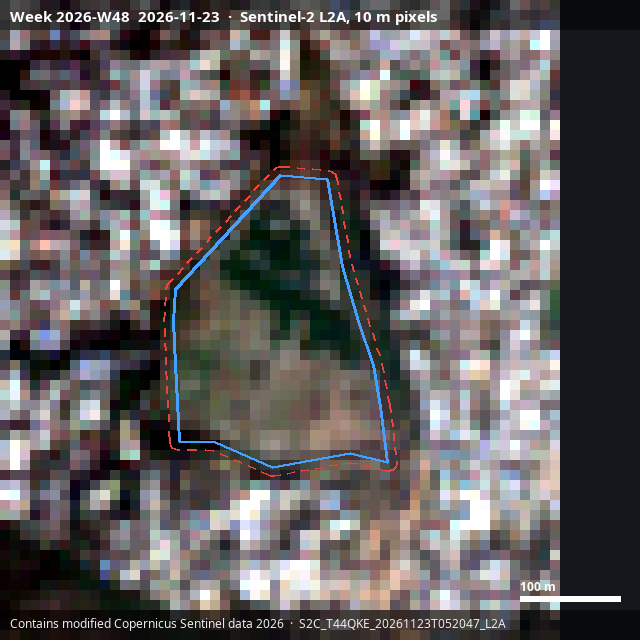 Week 2026-W48  2026-11-23  ·  Sentinel-2 L2A, 10 m pixels
100 m
Contains modified Copernicus Sentinel data 2026  ·  S2C_T44QKE_20261123T052047_L2A